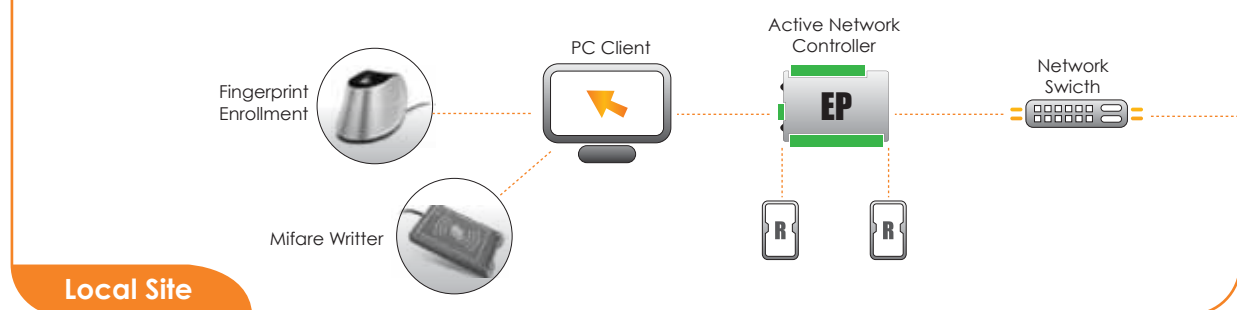 Active Network
Controller
PC Client
Network
Swicth
Fingerprint
Enrollment
EP
R
R
Mifare Writter
Local Site